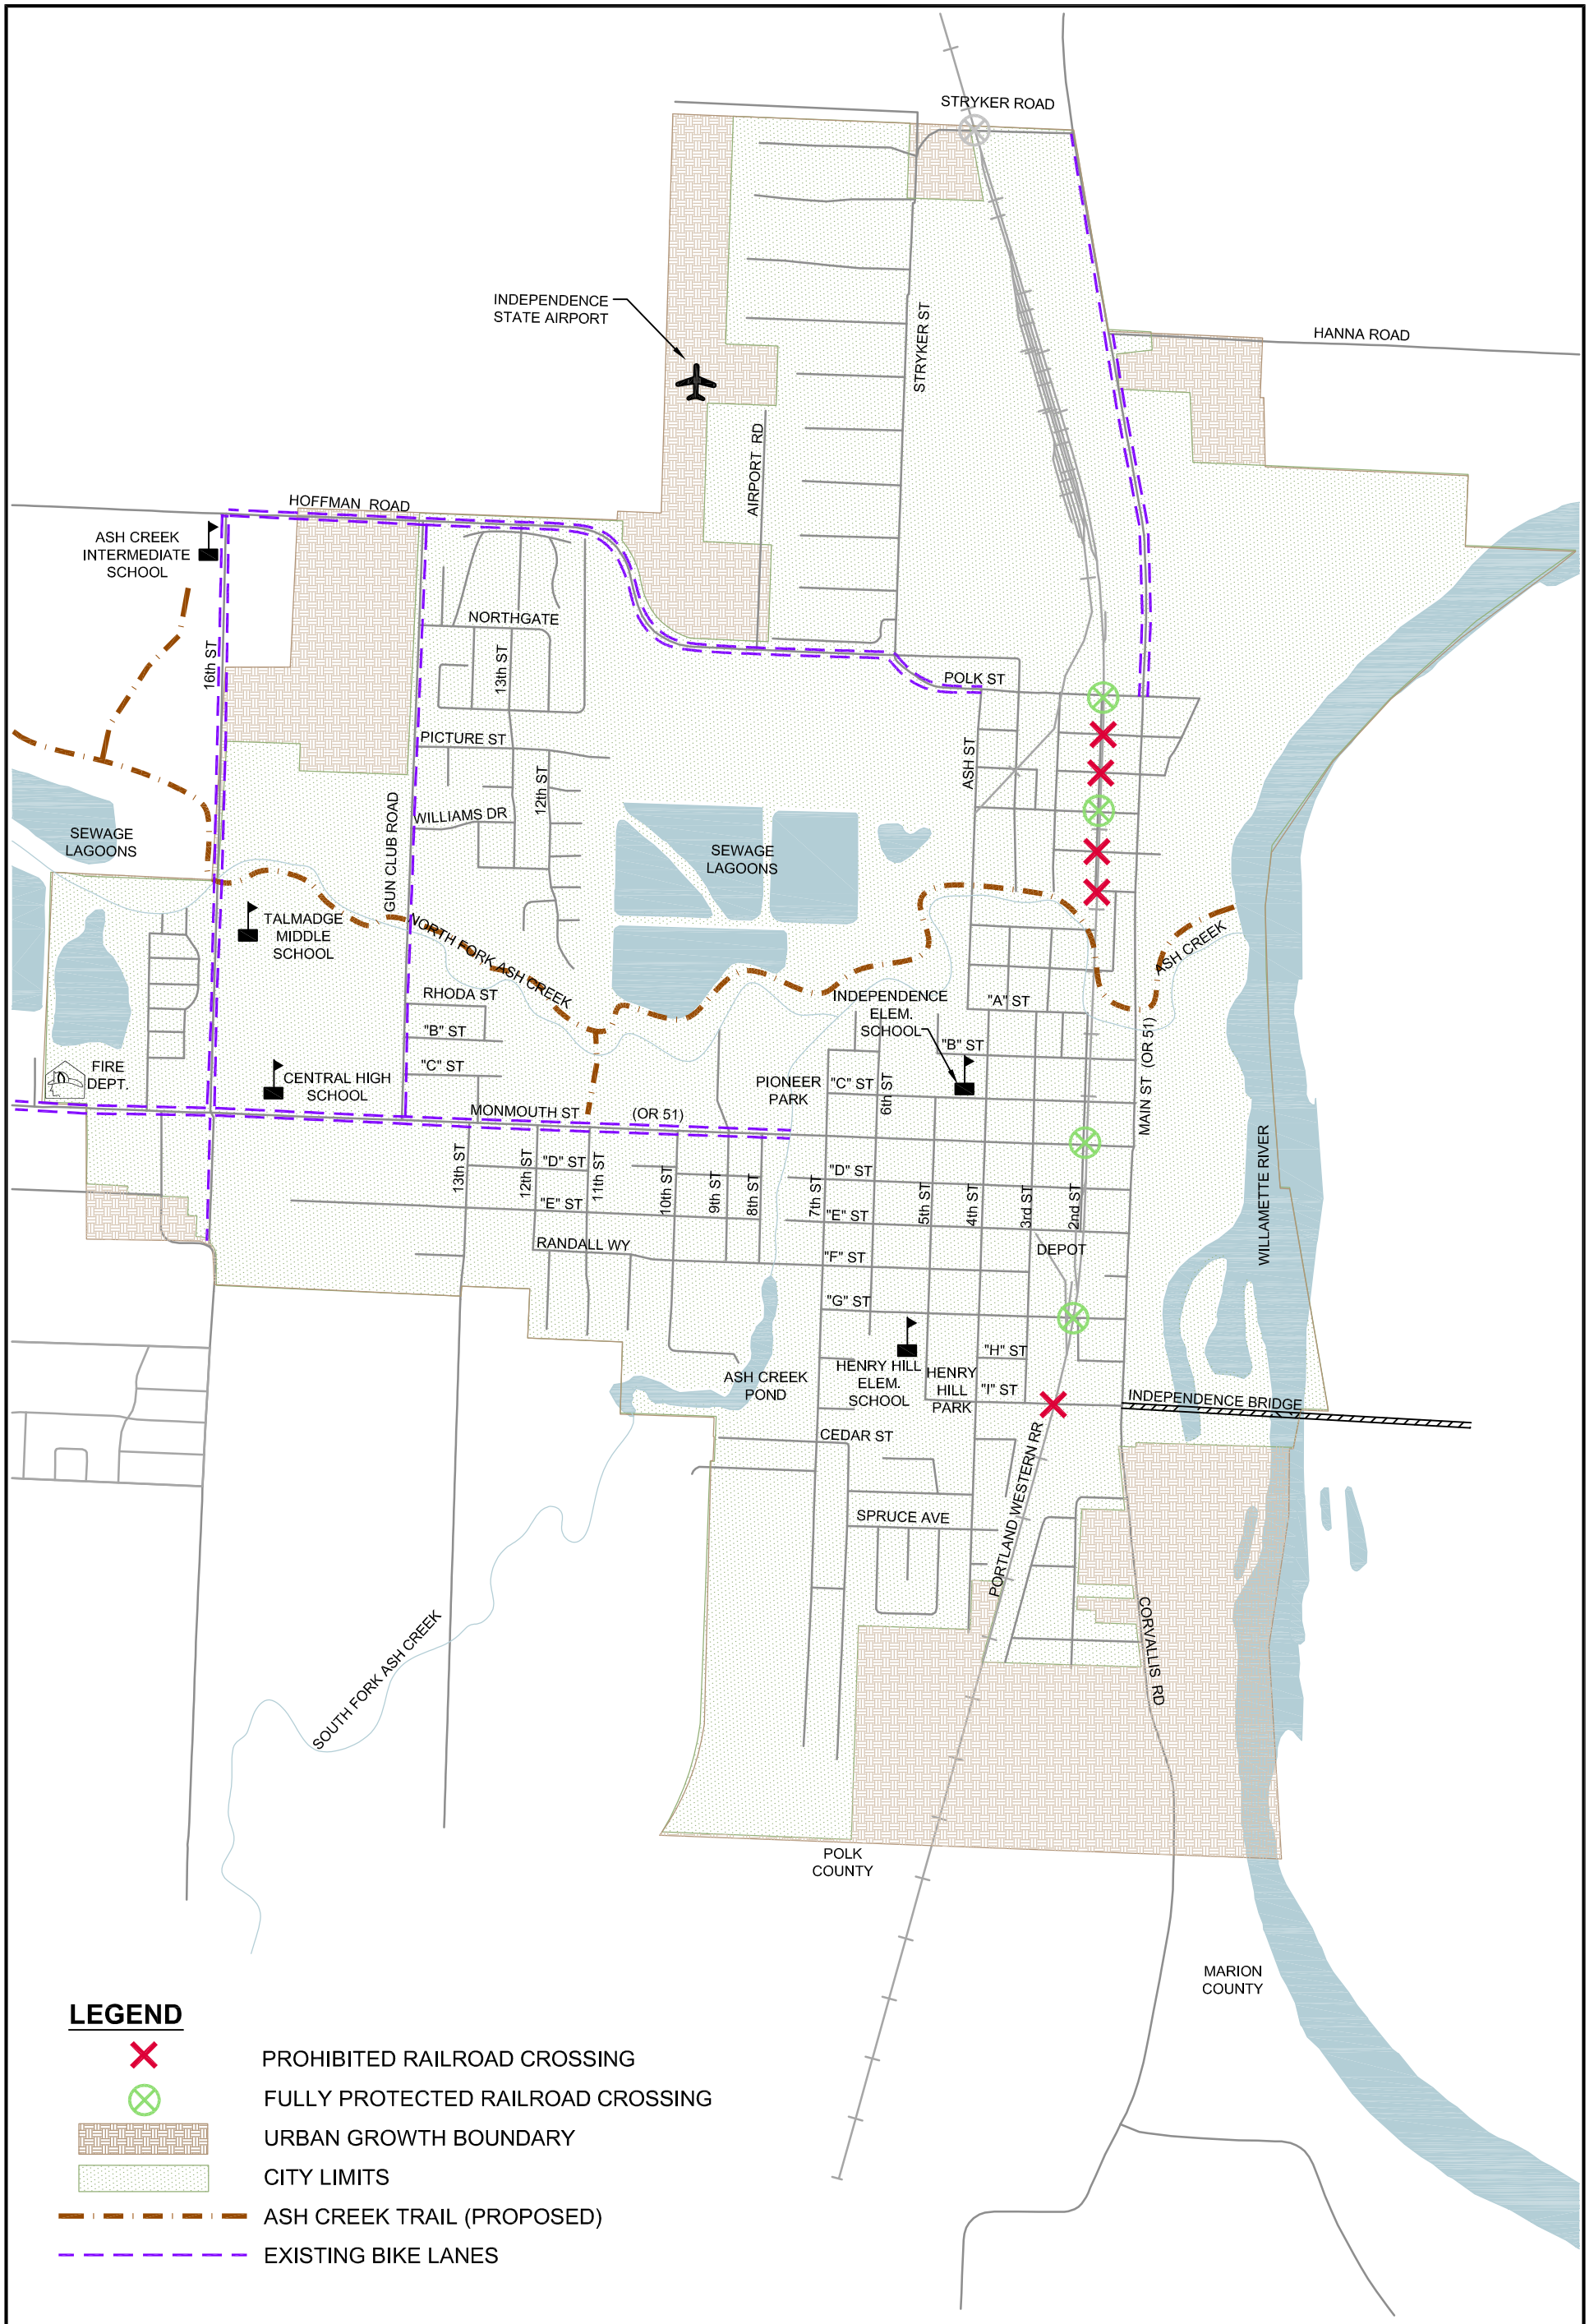 STRYKER ROAD
INDEPENDENCE
STATE AIRPORT
STRYKER ST
HANNA ROAD
AIRPORT RD
HOFFMAN ROAD
ASH CREEK
INTERMEDIATE
SCHOOL
NORTHGATE
16th ST
13th ST
POLK ST
PICTURE ST
ASH ST
12th ST
GUN CLUB ROAD
WILLIAMS DR
SEWAGE
LAGOONS
SEWAGE
LAGOONS
TALMADGE
MIDDLE
SCHOOL
NORTH FORK ASH CREEK
ASH CREEK
RHODA ST
INDEPENDENCE
ELEM.
SCHOOL
"A" ST
"B" ST
"B" ST
MAIN ST (OR 51)
FIRE
DEPT.
"C" ST
CENTRAL HIGH
SCHOOL
PIONEER
PARK
"C" ST
6th ST
MONMOUTH ST
(OR 51)
WILLAMETTE RIVER
13th ST
12th ST
"D" ST
11th ST
10th ST
9th ST
8th ST
7th ST
"D" ST
5th ST
4th ST
3rd ST
2nd ST
"E" ST
"E" ST
RANDALL WY
"F" ST
DEPOT
"G" ST
"H" ST
ASH CREEK
POND
HENRY HILL
ELEM.
SCHOOL
HENRY
HILL
PARK
"I" ST
INDEPENDENCE BRIDGE
CEDAR ST
PORTLAND WESTERN RR
SPRUCE AVE
CORVALLIS RD
SOUTH FORK ASH CREEK
POLK
COUNTY
MARION
COUNTY
LEGEND
PROHIBITED RAILROAD CROSSING
FULLY PROTECTED RAILROAD CROSSING
URBAN GROWTH BOUNDARY
CITY LIMITS
ASH CREEK TRAIL (PROPOSED)
EXISTING BIKE LANES